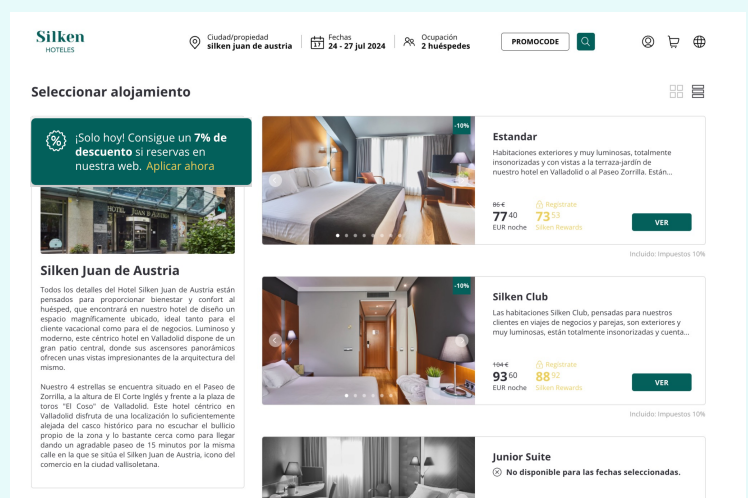 Silken
HOTELES
Ciudad/propiedad
silken juan de austria
Fechas
24 - 27 jul 2024
17
Ocupación
2 huéspedes
PROMOCODE
Seleccionar alojamiento
¡Solo hoy! Consigue un 7% de
descuento si reservas en
nuestra web. Aplicar ahora
HOTEL JUAN DE AUSTRIA
Silken Juan de Austria
Todos los detalles del Hotel Silken Juan de Austria están
pensados para proporcionar bienestar y confort al
huésped, que encontrará en nuestro hotel de diseño un
espacio magníficamente ubicado, ideal tanto para el
cliente vacacional como para el de negocios. Luminoso y
moderno, este céntrico hotel en Valladolid dispone de un
gran patio central, donde sus ascensores panorámicos
ofrecen unas vistas impresionantes de la arquitectura del
mismo.
Nuestro 4 estrellas se encuentra situado en el Paseo de
Zorrilla, a la altura de El Corte Inglés y frente a la plaza de
toros "El Coso" de Valladolid. Este hotel céntrico en
Valladolid disfruta de una localización lo suficientemente
alejada del casco histórico para no escuchar el bullicio
propio de la zona y lo bastante cerca como para llegar
dando un agradable paseo de 15 minutos por la misma
calle en la que se sitúa el Silken Juan de Austria, icono del
comercio en la ciudad vallisoletana.
-10%
Estandar
Habitaciones exteriores y muy luminosas, totalmente
insonorizadas y con vistas a la terraza-jardín de
nuestro hotel en Valladolid o al Paseo Zorrilla. Están...
86 €
77 40
EUR noche
Regístrate
73 53
Silken Rewards
VER
Incluido: Impuestos 10%
-10%
Silken Club
Las habitaciones Silken Club, pensadas para nuestros
clientes en viajes de negocios y parejas, son exteriores y
muy luminosas, están totalmente insonorizadas y cuenta...
104 €
93 60
EUR noche
Regístrate
88 92
Silken Rewards
VER
Incluido: Impuestos 10%
Junior Suite
No disponible para las fechas seleccionadas.